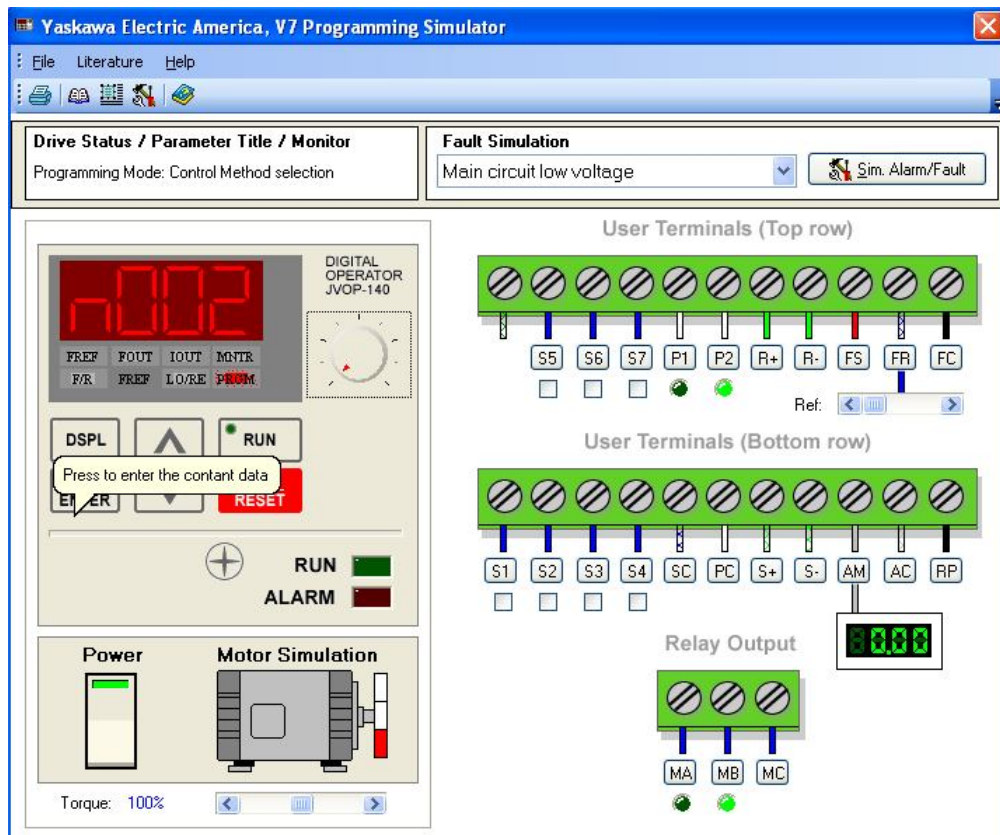 Yaskawa Electric America, V7 Programming Simulator
File Literature Help
Drive Status / Parameter Title / Monitor
Programming Mode: Control Method selection
Fault Simulation
Main circuit low voltage
Sim. Alarm/Fault
n002
DIGITAL
OPERATOR
JVOP-140
FREF FOUT IOUT MNTR
F/R FREF LO/RE PRGM
DSPL
RUN
Press to enter the contant data
ENTER
RESET
RUN
ALARM
Power
Motor Simulation
Torque: 100%
User Terminals (Top row)
S5 S6 S7 P1 P2 R+ R- FS FR FC
Ref:
User Terminals (Bottom row)
S1 S2 S3 S4 SC PC S+ S- AM AC RP
0.00
Relay Output
MA MB MC